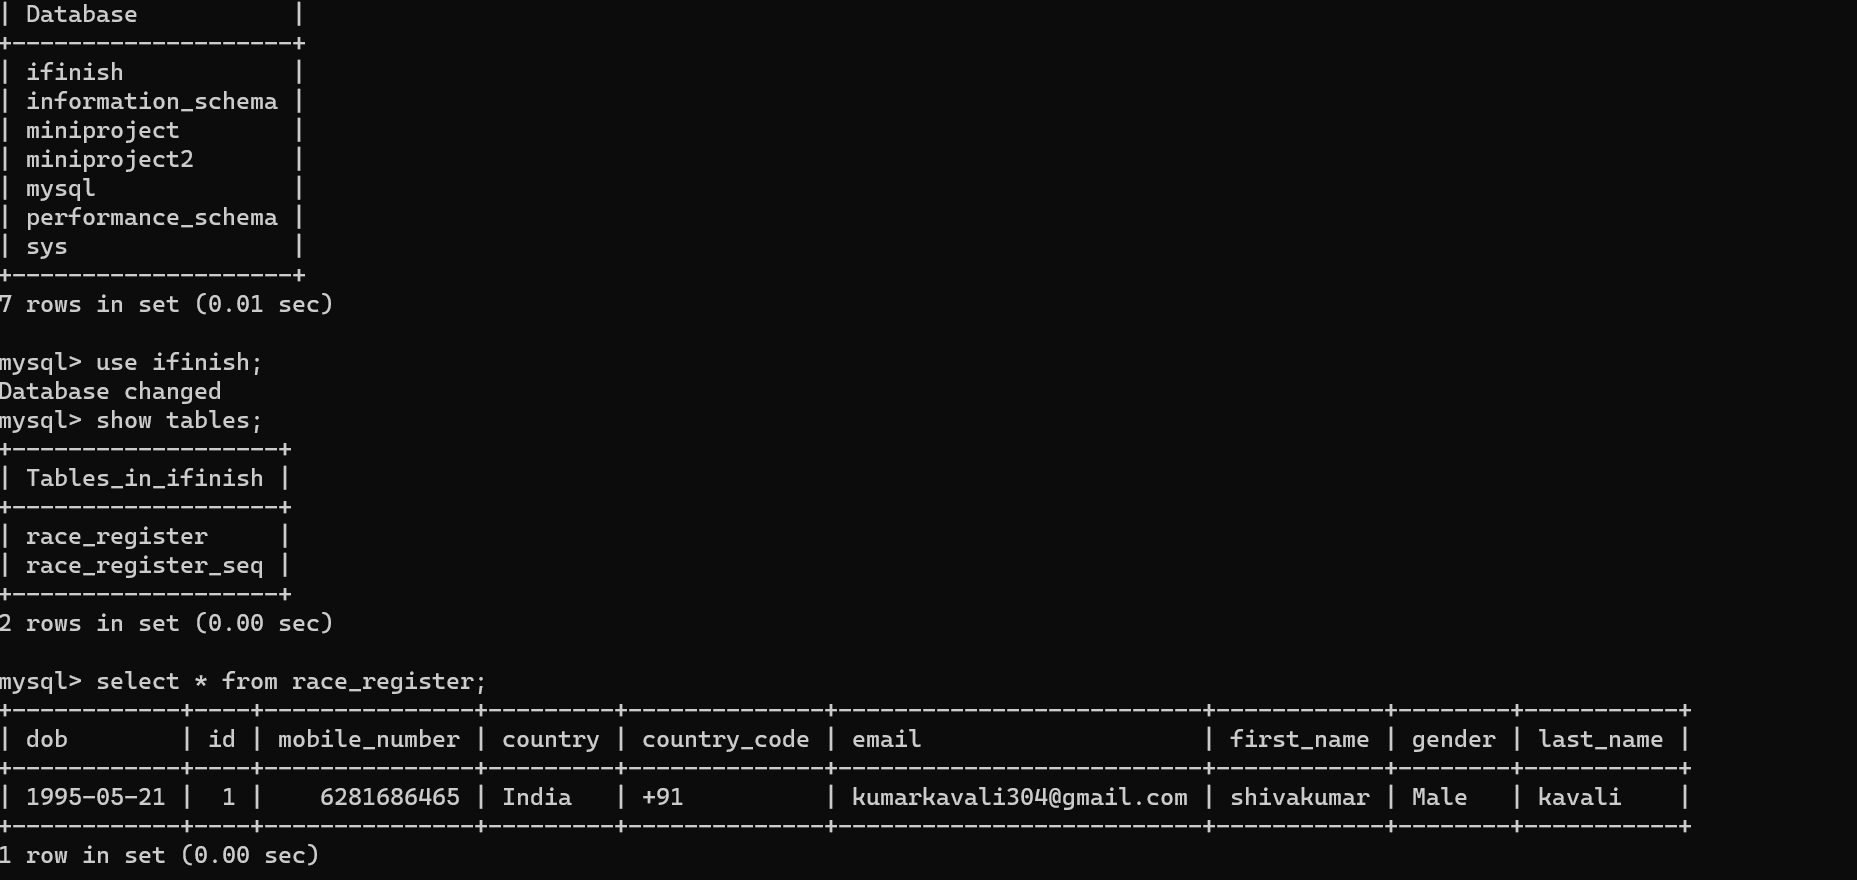 | Database           |
+--------------------+
| ifinish            |
| information_schema |
| miniproject        |
| miniproject2       |
| mysql              |
| performance_schema |
| sys                |
+--------------------+
7 rows in set (0.01 sec)

mysql> use ifinish;
Database changed
mysql> show tables;
+-------------------+
| Tables_in_ifinish |
+-------------------+
| race_register     |
| race_register_seq |
+-------------------+
2 rows in set (0.00 sec)

mysql> select * from race_register;
+------------+----+---------------+---------+--------------+--------------------------+------------+--------+-----------+
| dob        | id | mobile_number | country | country_code | email                    | first_name | gender | last_name |
+------------+----+---------------+---------+--------------+--------------------------+------------+--------+-----------+
| 1995-05-21 |  1 |    6281686465 | India   | +91          | kumarkavali304@gmail.com | shivakumar | Male   | kavali    |
+------------+----+---------------+---------+--------------+--------------------------+------------+--------+-----------+
1 row in set (0.00 sec)